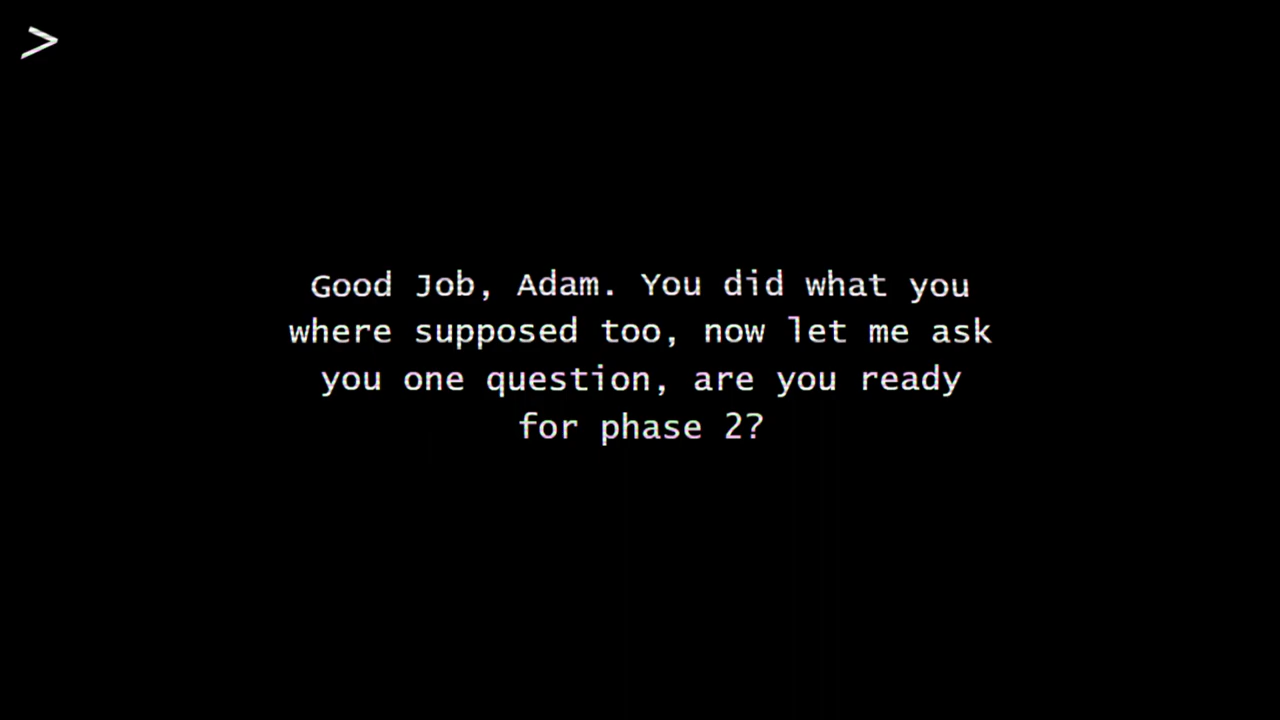 >
Good Job, Adam. You did what you
where supposed too, now let me ask
you one question, are you ready
for phase 2?